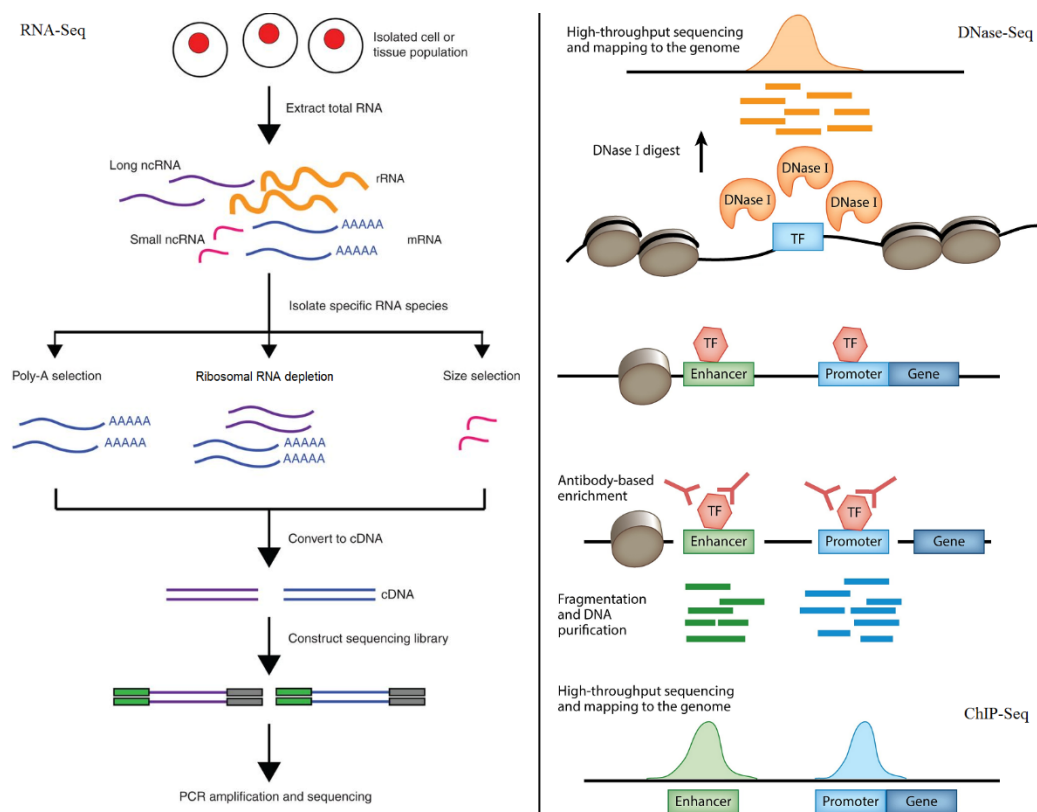 RNA-Seq
Isolated cell or
tissue population
Extract total RNA
Long ncRNA
rRNA
Small ncRNA
AAAAA
mRNA
AAAAA
Isolate specific RNA species
Poly-A selection
Ribosomal RNA depletion
Size selection
AAAAA
AAAAA
AAAAA
AAAAA
Convert to cDNA
cDNA
Construct sequencing library
PCR amplification and sequencing
High-throughput sequencing
and mapping to the genome
DNase-Seq
DNase I digest
DNase I
DNase I
DNase I
TF
TF
TF
Enhancer
Promoter
Gene
Antibody-based
enrichment
TF
TF
Enhancer
Promoter
Gene
Fragmentation
and DNA
purification
High-throughput sequencing
and mapping to the genome
ChIP-Seq
Enhancer
Promoter
Gene